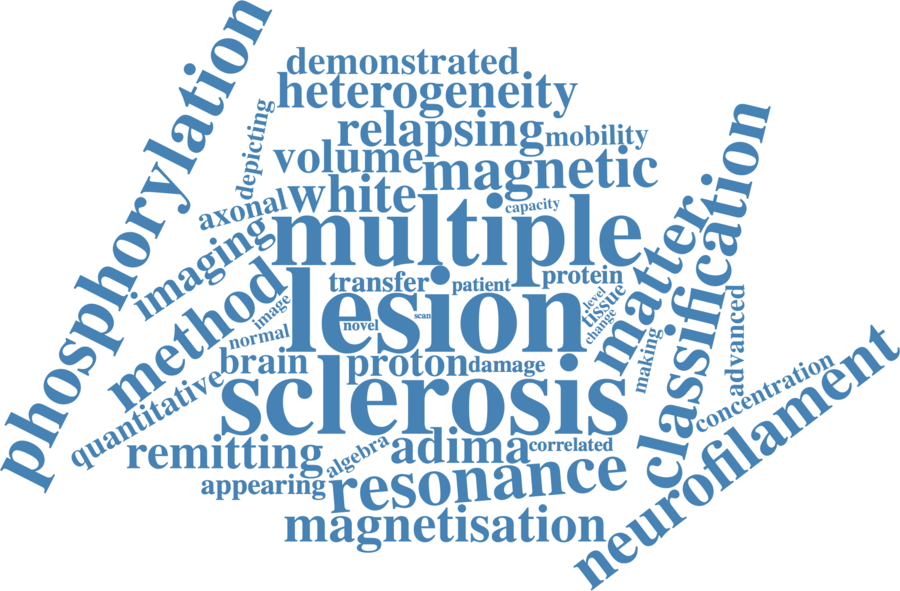 phosphorylation
demonstrated
heterogeneity
depicting
relapsing
mobility
volume
magnetic
classification
axonal
white
capacity
imaging
multiple
matter
method
transfer
patient
protein
lesion
level
tissue
change
image
normal
novel
scan
making
advanced
brain
proton
damage
quantitative
sclerosis
concentration
neurofilament
remitting
algebra
adima
correlated
appearing
resonance
magnetisation